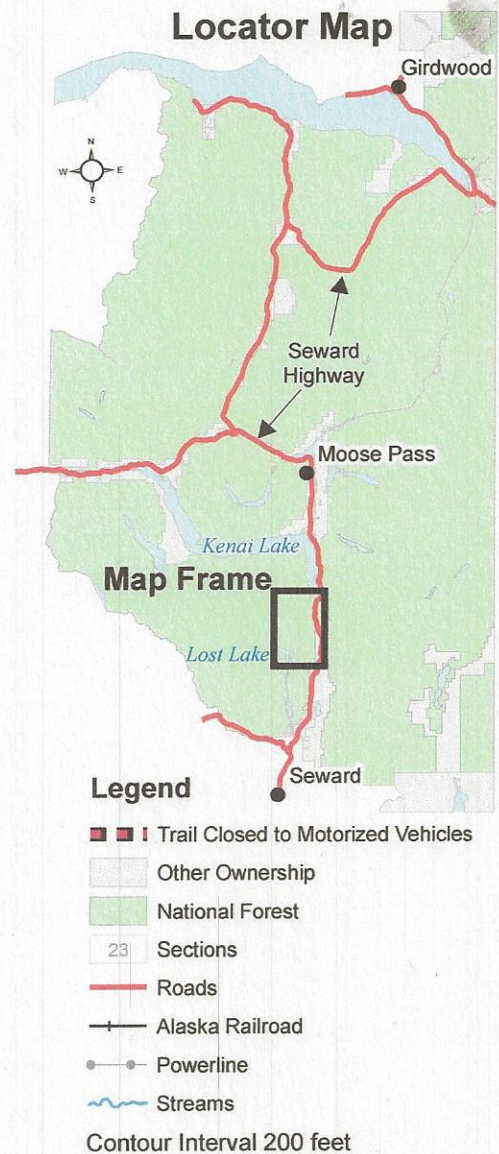 Locator Map
Girdwood
N
W E
S
Seward
Highway
Moose Pass
Kenai Lake
Map Frame
Lost Lake
Seward
Legend
Trail Closed to Motorized Vehicles
Other Ownership
National Forest
23 Sections
Roads
Alaska Railroad
Powerline
Streams
Contour Interval 200 feet